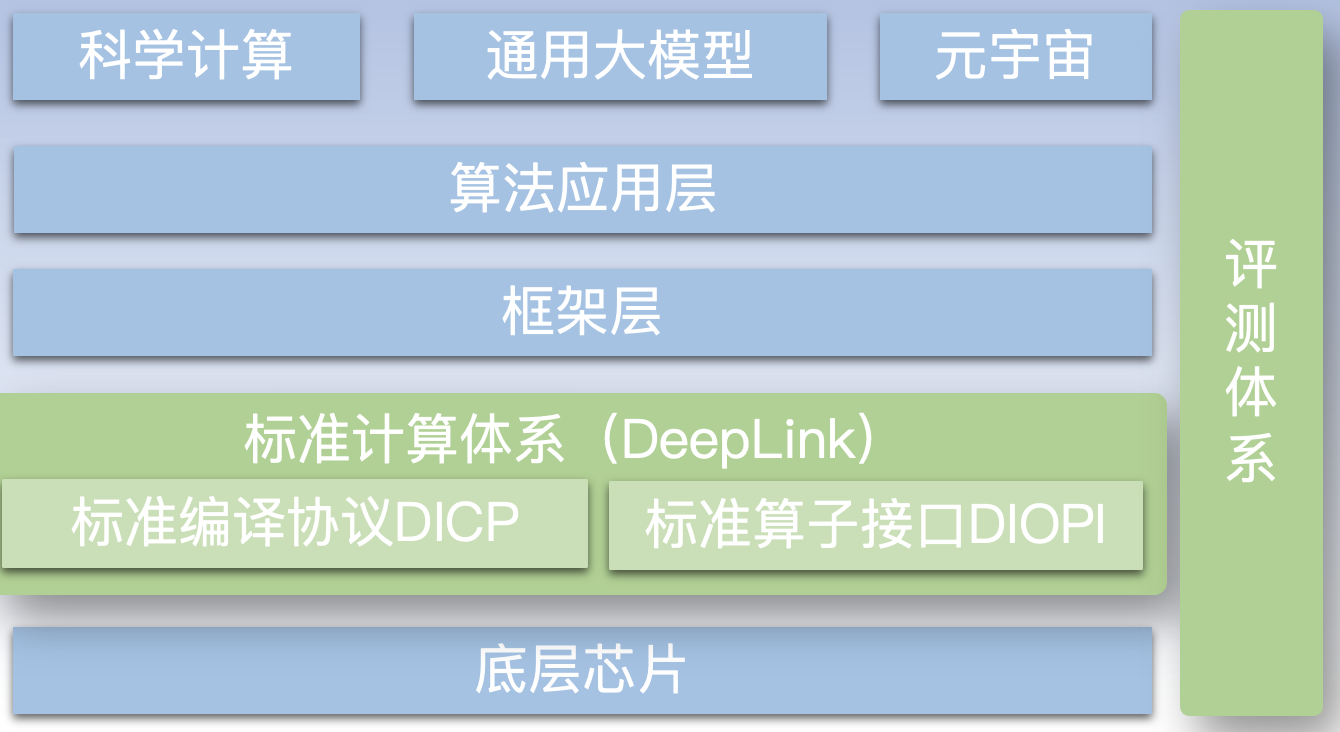 科学计算
通用大模型
元宇宙
算法应用层
框架层
标准计算体系（DeepLink）
标准编译协议DICP
标准算子接口DIOPI
底层芯片
评测体系